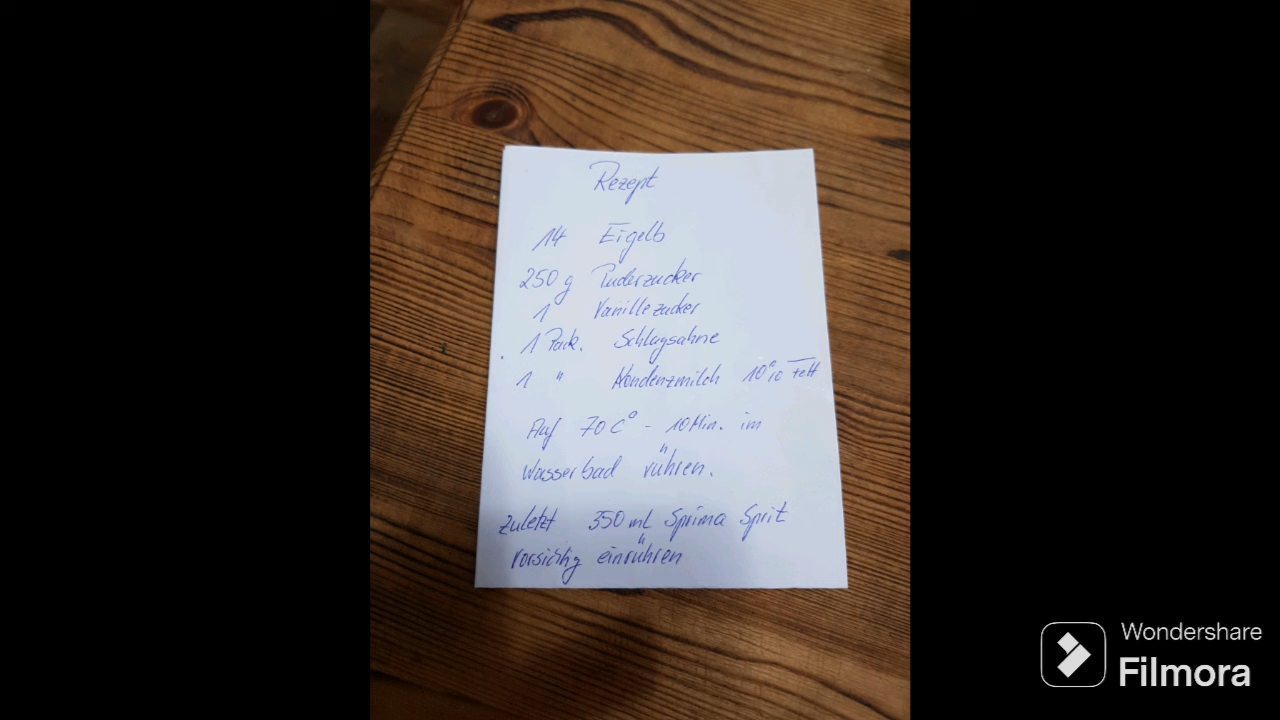 Rezept
14 Eigelb
250 g Puderzucker
1 Vanillezucker
1 Pack. Schlagsahne
1 " Kondenzmilch 10% Fett
Auf 70 C° - 10 Min. im
Wasserbad rühren.
zuletzt 350 ml Sprima Sprit
vorsichtig einrühren
Wondershare
Filmora